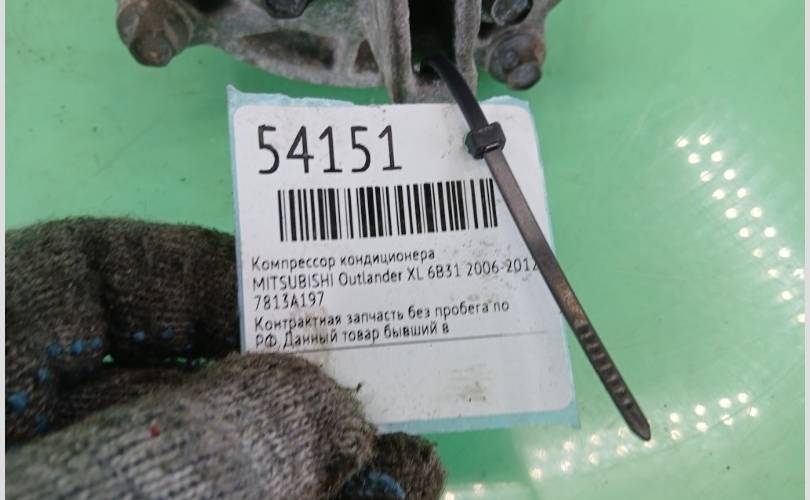 54151
Компрессор кондиционера
MITSUBISHI Outlander XL 6B31 2006-2012
7813A197
Контрактная запчасть без пробега по
РФ. Данный товар бывший в